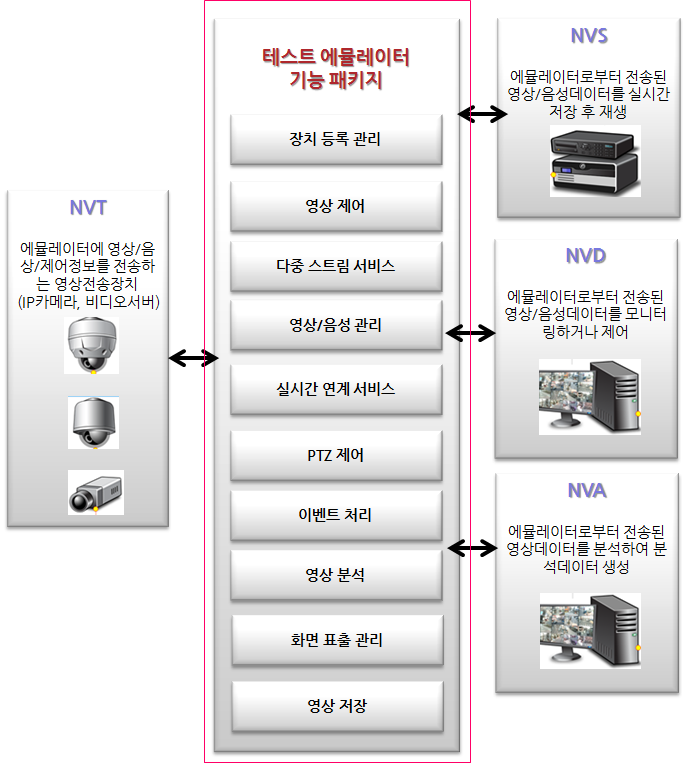 NVT
에뮬레이터에 영상/음
상/제어정보를 전송하
는 영상전송장치
(IP카메라, 비디오서버)
테스트 에뮬레이터
기능 패키지
장치 등록 관리
영상 제어
다중 스트림 서비스
영상/음성 관리
실시간 연계 서비스
PTZ 제어
이벤트 처리
영상 분석
화면 표출 관리
영상 저장
NVS
에뮬레이터로부터 전송된
영상/음성데이터를 실시간
저장 후 재생
NVD
에뮬레이터로부터 전송된
영상/음성데이터를 모니터
링하거나 제어
NVA
에뮬레이터로부터 전송된
영상데이터를 분석하여 분
석데이터 생성